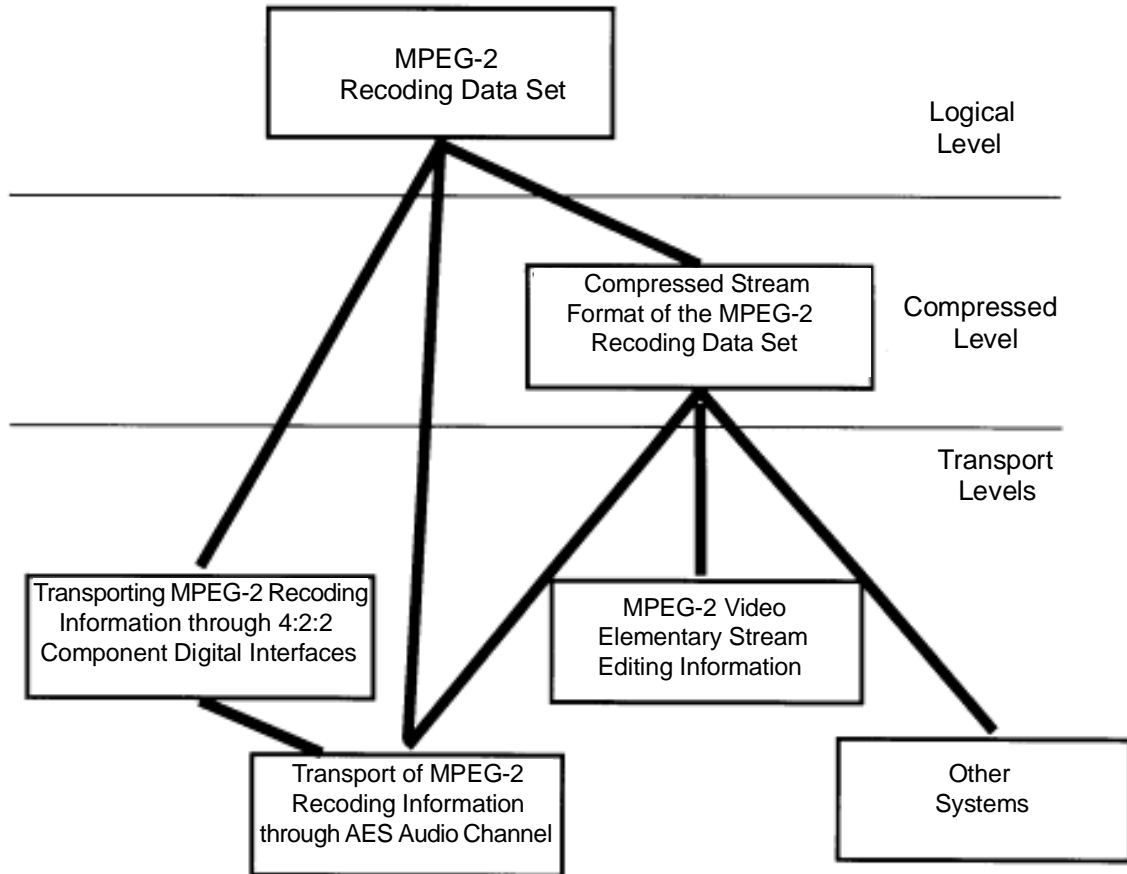 MPEG-2
Recoding Data Set
Logical
Level
Compressed Stream
Format of the MPEG-2
Recoding Data Set
Compressed
Level
Transport
Levels
Transporting MPEG-2 Recoding
Information through 4:2:2
Component Digital Interfaces
MPEG-2 Video
Elementary Stream
Editing Information
Transport of MPEG-2
Recoding Information
through AES Audio Channel
Other
Systems